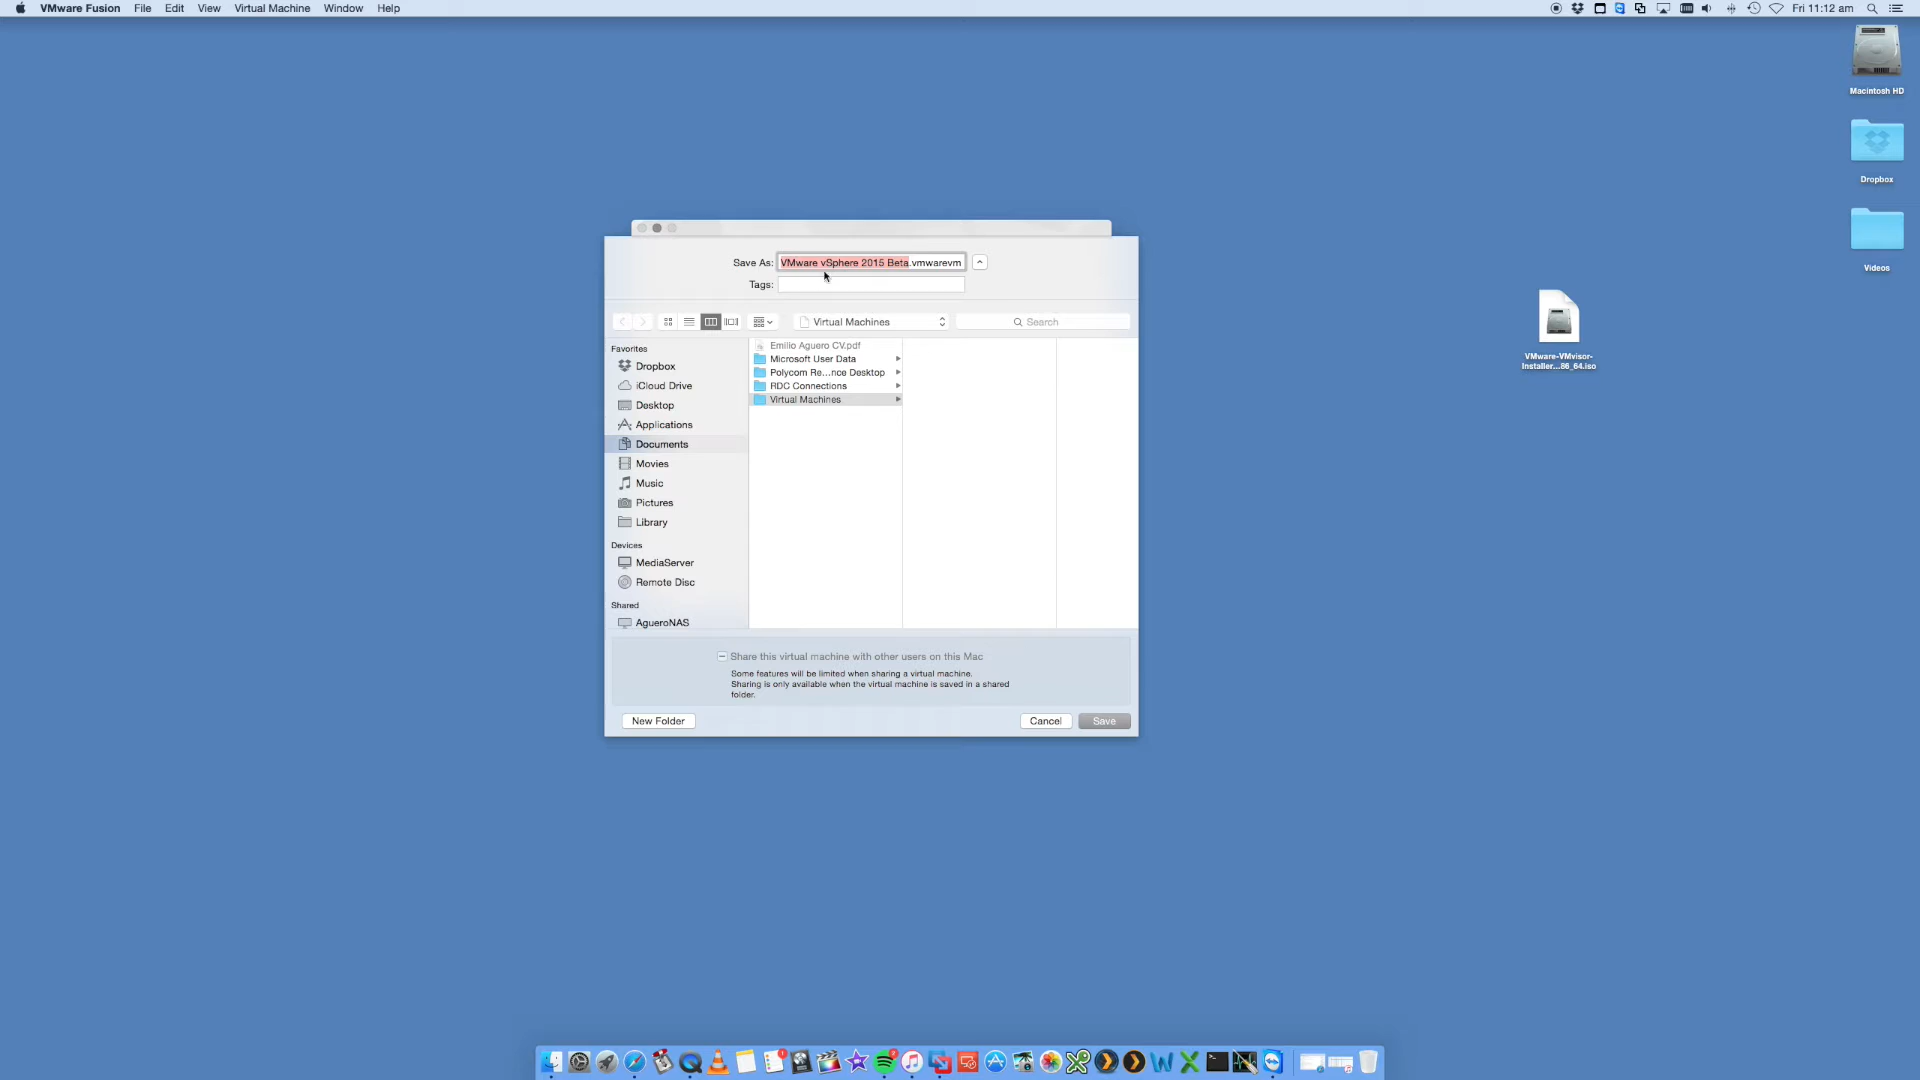 VMware Fusion File Edit View Virtual Machine Window Help Fri 11:12 am
Macintosh HD
Dropbox
Videos
VMware-VMvisor-
Installer...86_64.iso
Save As: VMware vSphere 2015 Beta.vmwarevm
Tags:
Virtual Machines
Search
Favorites
Dropbox
iCloud Drive
Desktop
Applications
Documents
Movies
Music
Pictures
Library
Devices
MediaServer
Remote Disc
Shared
AgueroNAS
Emilio Aguero CV.pdf
Microsoft User Data
Polycom Re...nce Desktop
RDC Connections
Virtual Machines
Share this virtual machine with other users on this Mac
Some features will be limited when sharing a virtual machine.
Sharing is only available when the virtual machine is saved in a shared
folder.
New Folder
Cancel
Save